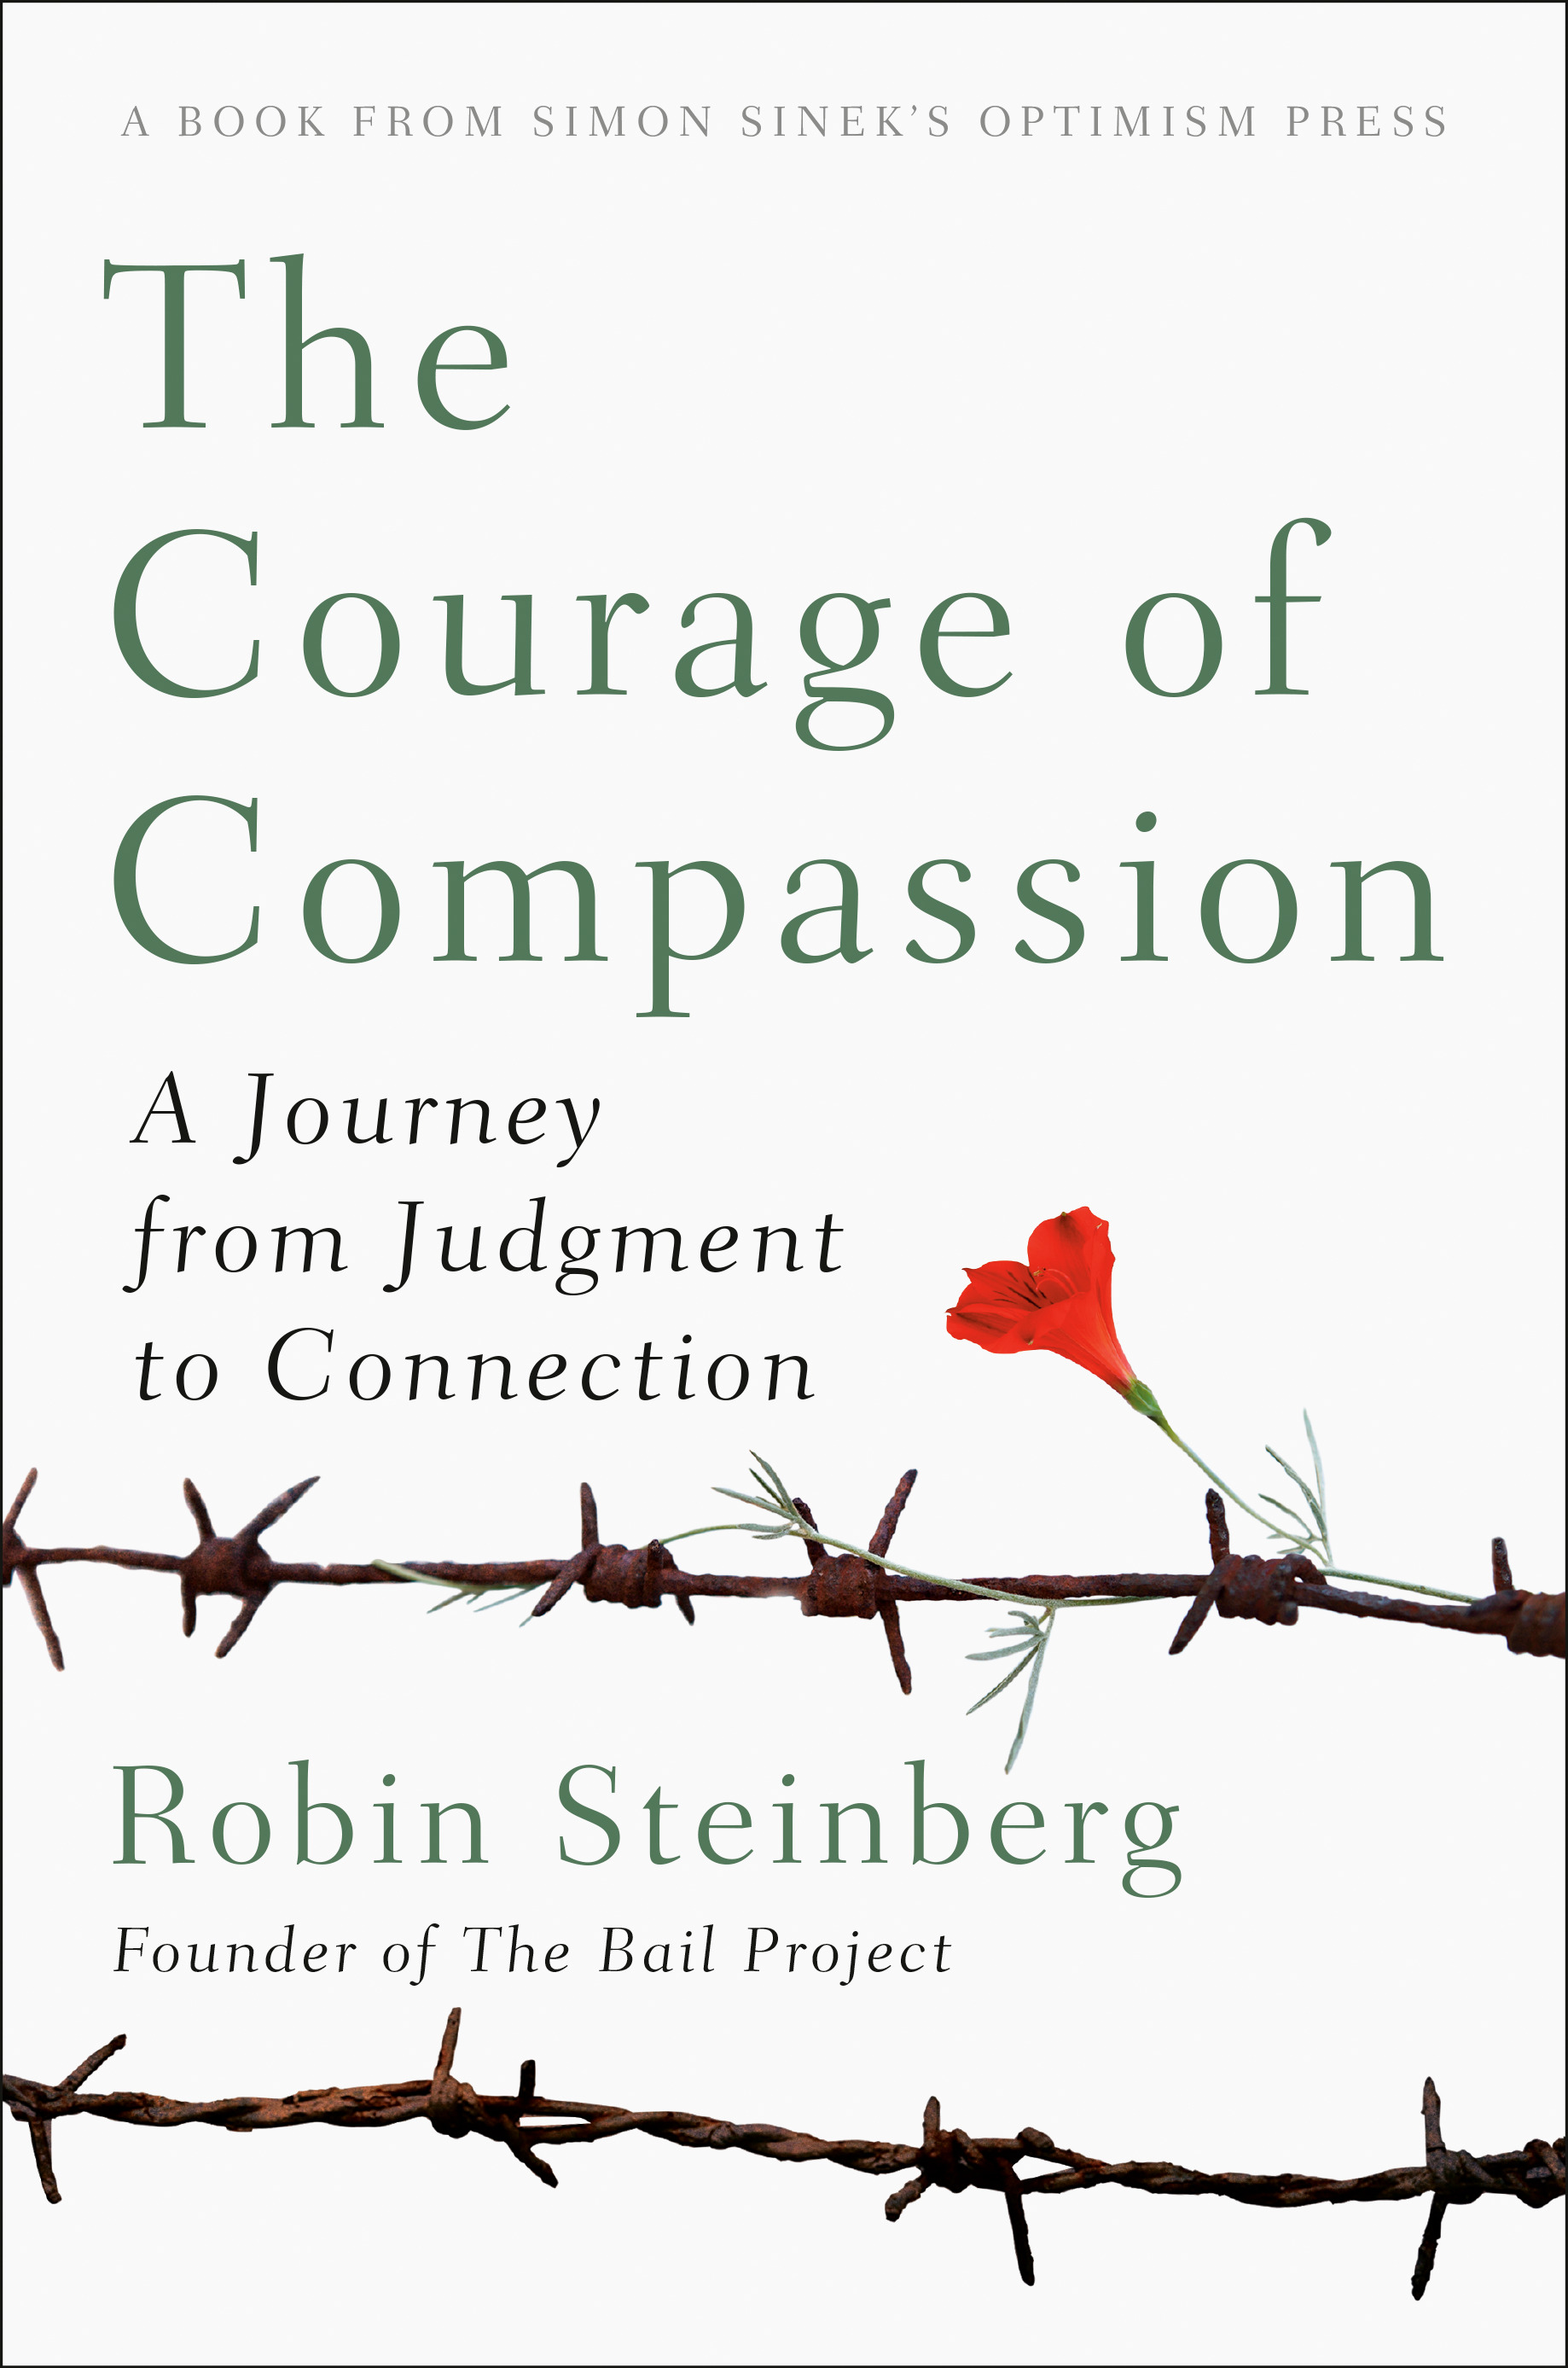 A BOOK FROM SIMON SINEK’S OPTIMISM PRESS
The
Courage of
Compassion
A Journey
from Judgment
to Connection
Robin Steinberg
Founder of The Bail Project